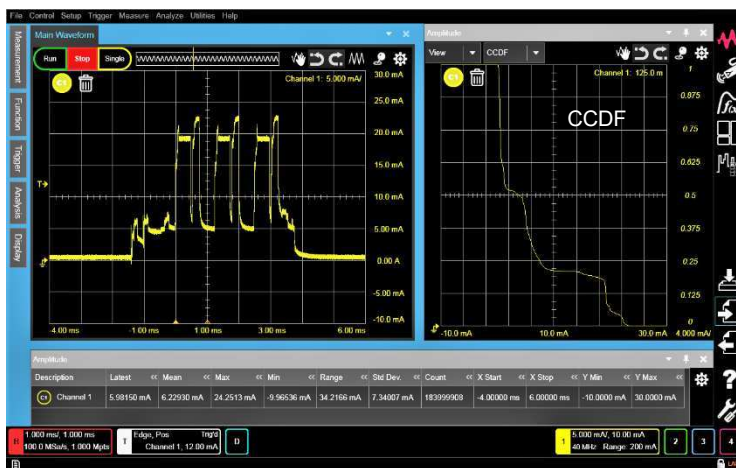 File Control Setup Trigger Measure Analyze Utilities Help
Main Waveform
Run Stop Single
C1
Channel 1: 5.000 mA/
30.0 mA
25.0 mA
20.0 mA
15.0 mA
10.0 mA
5.00 mA
0.00 A
-5.00 mA
-10.0 mA
T
-4.00 ms -1.00 ms 1.00 ms 3.00 ms 6.00 ms
Measurement
Function
Trigger
Analysis
Display
Amplitude
View CCDF
C1
Channel 1: 125.0 m
CCDF
1
0.875
0.75
0.625
0.5
0.375
0.25
0.125
0
-10.0 mA 10.0 mA 30.0 mA 4.000 mA/
Amplitude
Description Latest Mean Max Min Range Std Dev. Count X Start X Stop Y Min Y Max
C1 Channel 1 5.98150 mA 6.22930 mA 24.2513 mA -9.96536 mA 34.2166 mA 7.34007 mA 183999908 -4.00000 ms 6.00000 ms -10.0000 mA 30.0000 mA
H 1.000 ms/, 1.000 ms
100.0 MSa/s, 1.000 Mpts
T Edge, Pos Trig'd
Channel 1, 12.00 mA
D
1 5.000 mA/, 10.00 mA
40 MHz Range: 200 mA
2 3 4